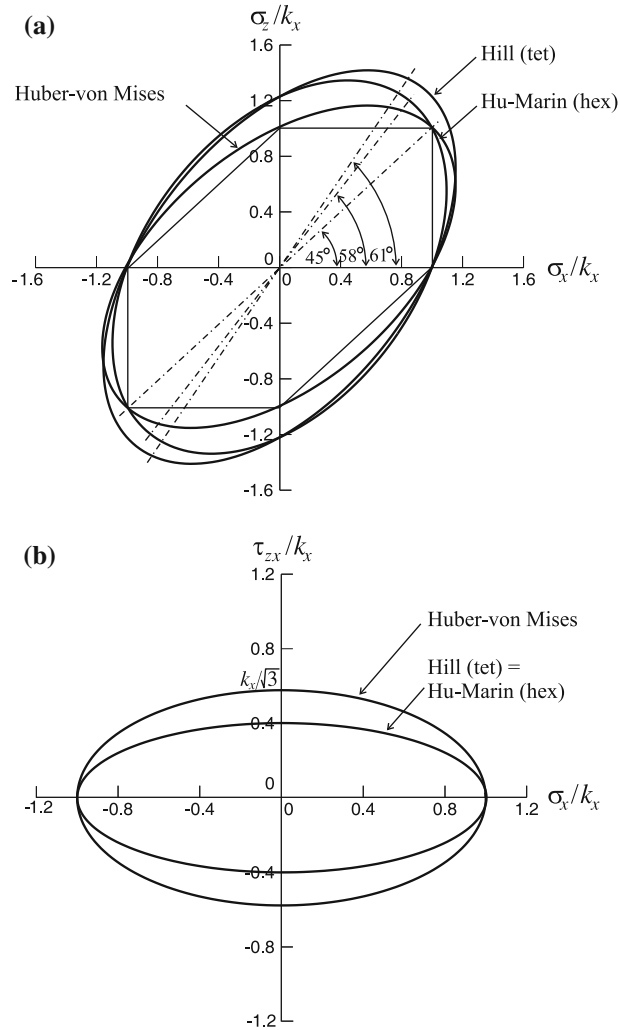 (a)
σz/kx
1.6
Hill (tet)
Huber-von Mises
1.2
Hu-Marin (hex)
0.8
0.4
45° 58° 61°
0
-1.6 -1.2 -0.8 -0.4 0 0.4 0.8 1.2 1.6
σx/kx
-0.4
-0.8
-1.2
-1.6
(b)
τzx/kx
1.2
0.8
Huber-von Mises
kx/√3
Hill (tet) =
Hu-Marin (hex)
0.4
0
-1.2 -0.8 -0.4 0 0.4 0.8 1.2
σx/kx
-0.4
-0.8
-1.2